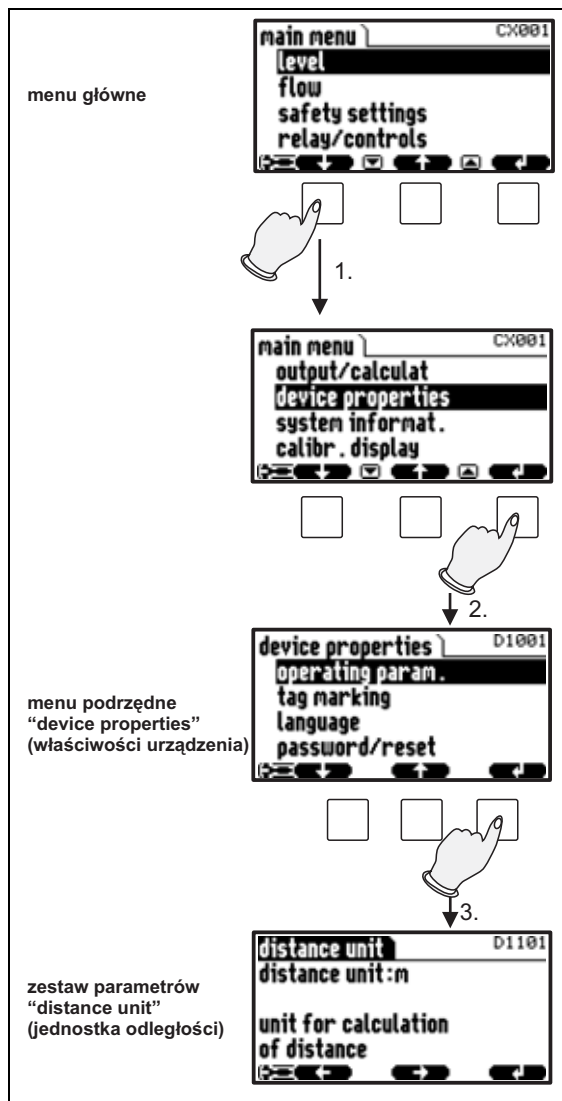 main menu CX001
level
flow
safety settings
relay/controls
menu główne
1.
main menu CX001
output/calculat
device properties
system informat.
calibr. display
2.
device properties D1001
operating param.
tag marking
language
password/reset
menu podrzędne
“device properties”
(właściwości urządzenia)
3.
distance unit D1101
distance unit:m
unit for calculation
of distance
zestaw parametrów
“distance unit”
(jednostka odległości)